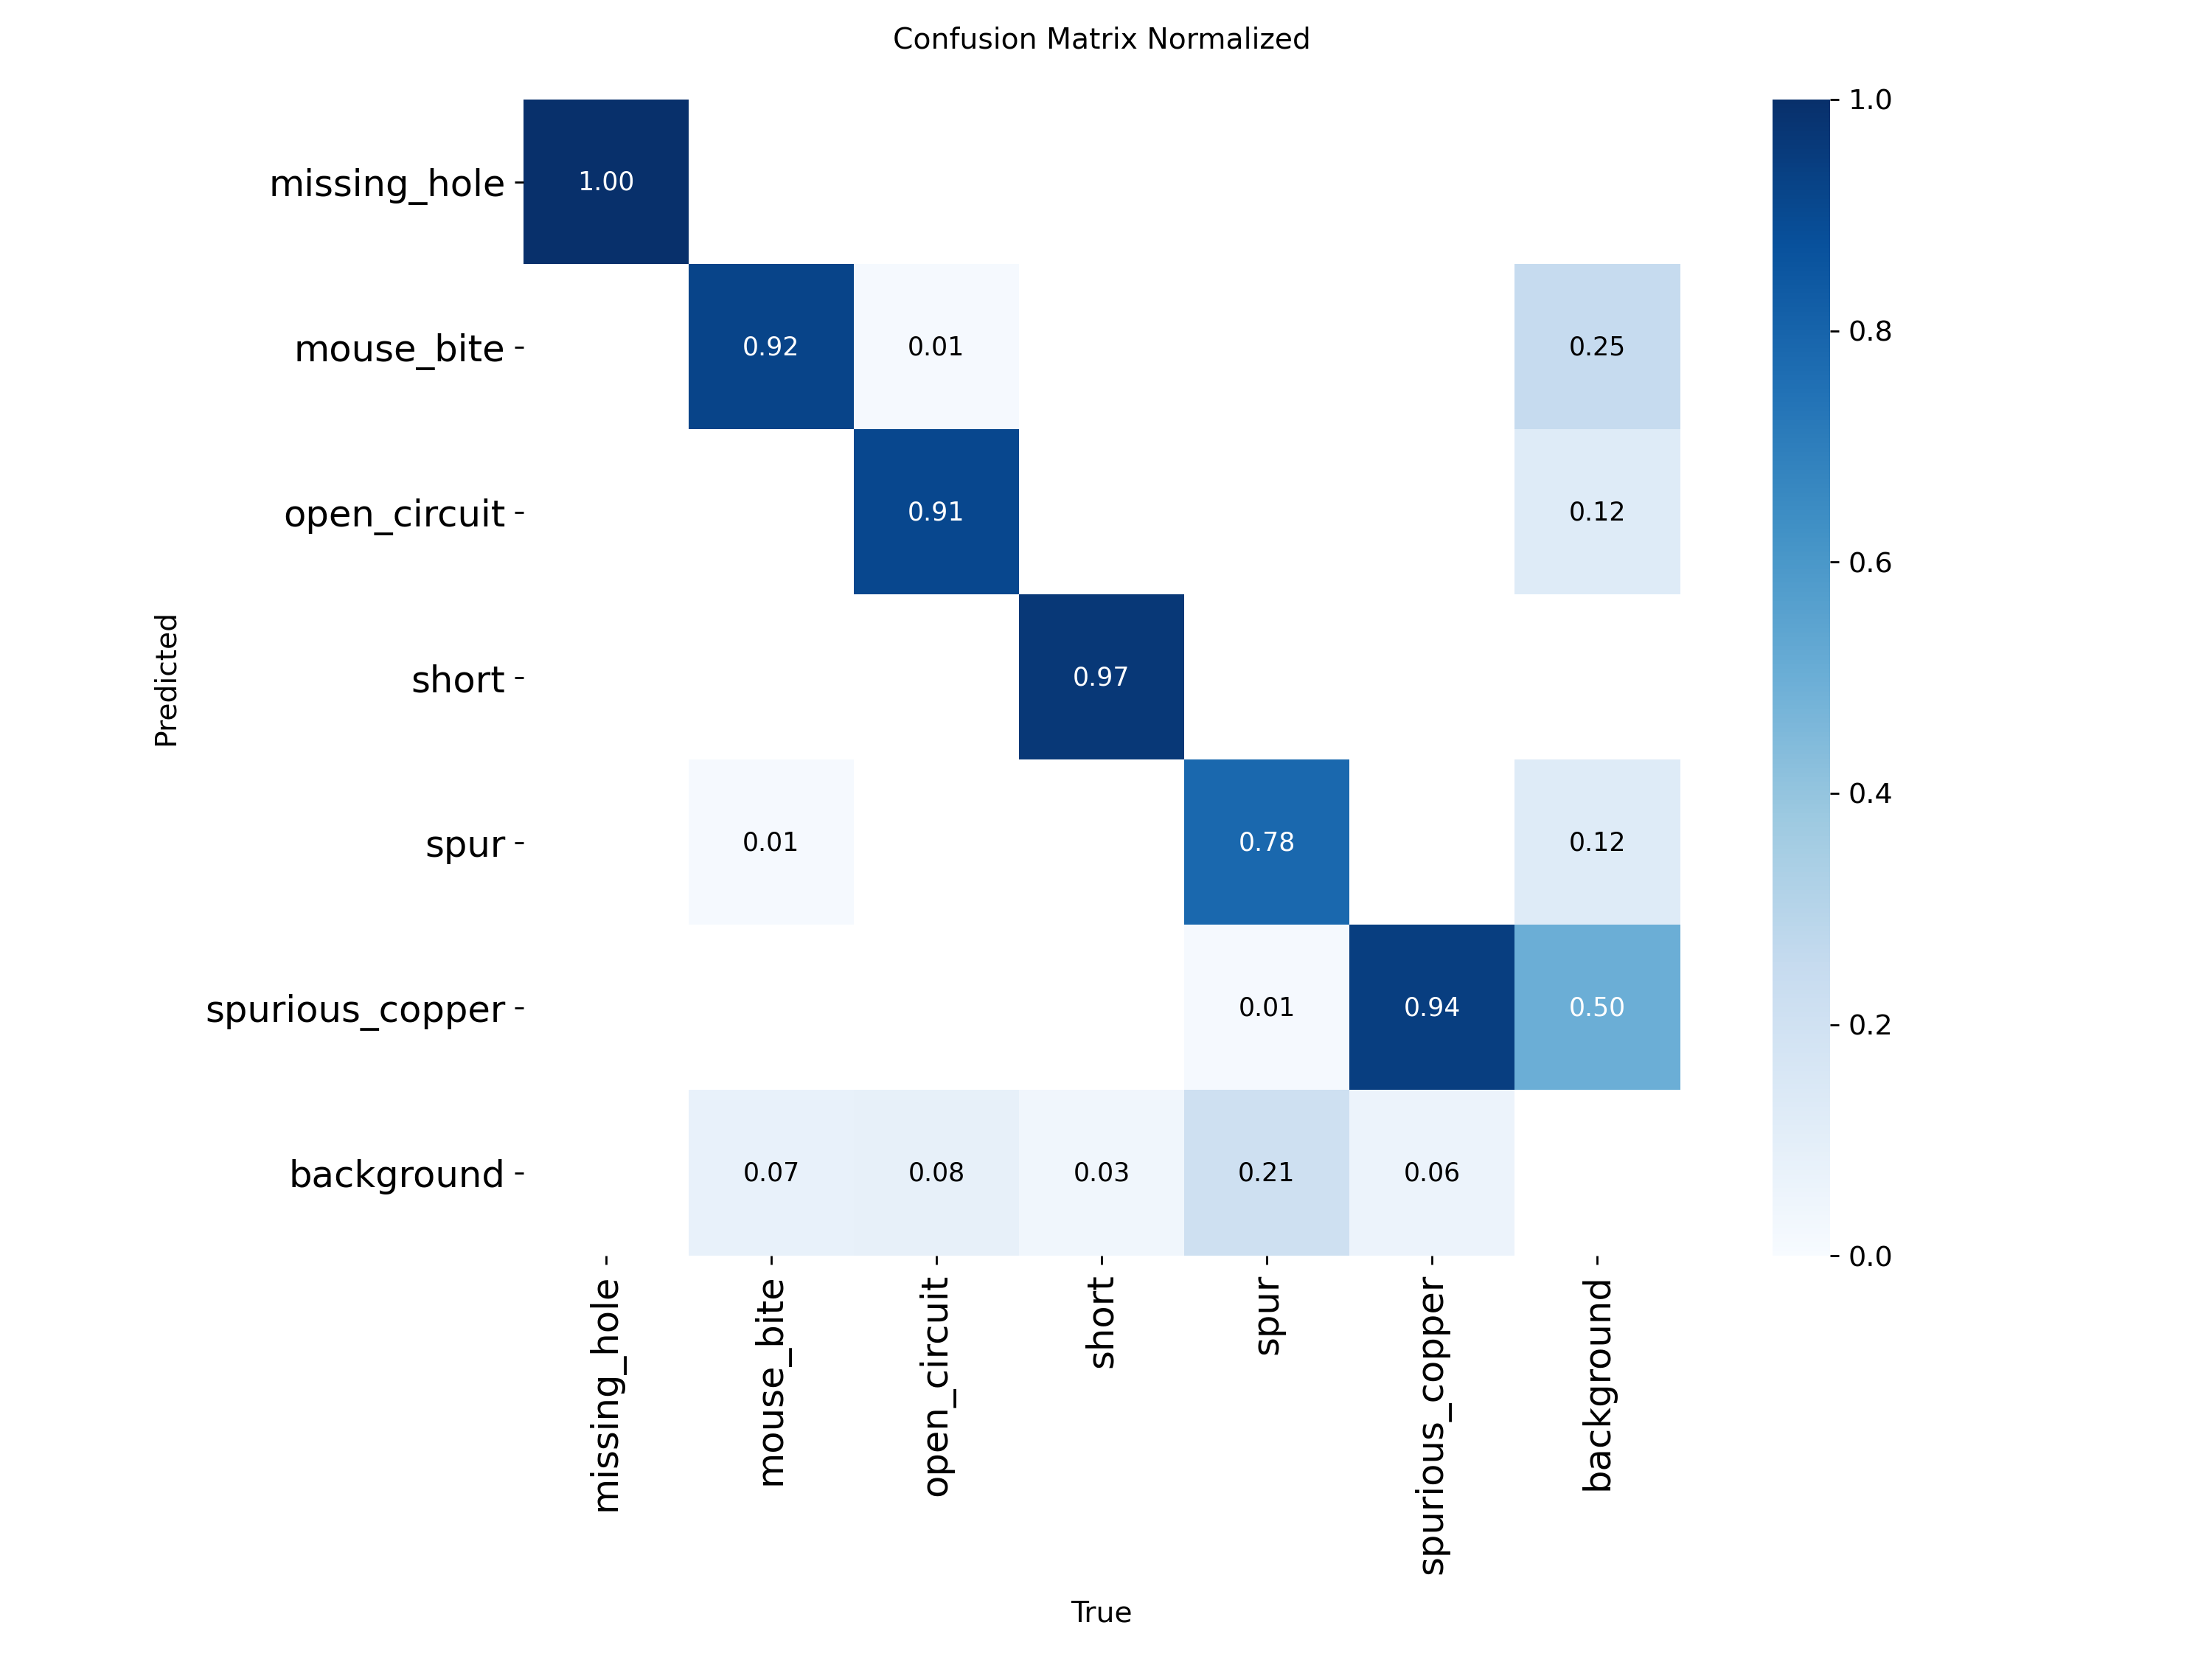 Confusion Matrix Normalized
missing_hole
1.00
mouse_bite
0.92
0.01
0.25
open_circuit
0.91
0.12
short
0.97
spur
0.01
0.78
0.12
spurious_copper
0.01
0.94
0.50
background
0.07
0.08
0.03
0.21
0.06
Predicted
missing_hole
mouse_bite
open_circuit
short
spur
spurious_copper
background
True
1.0
0.8
0.6
0.4
0.2
0.0